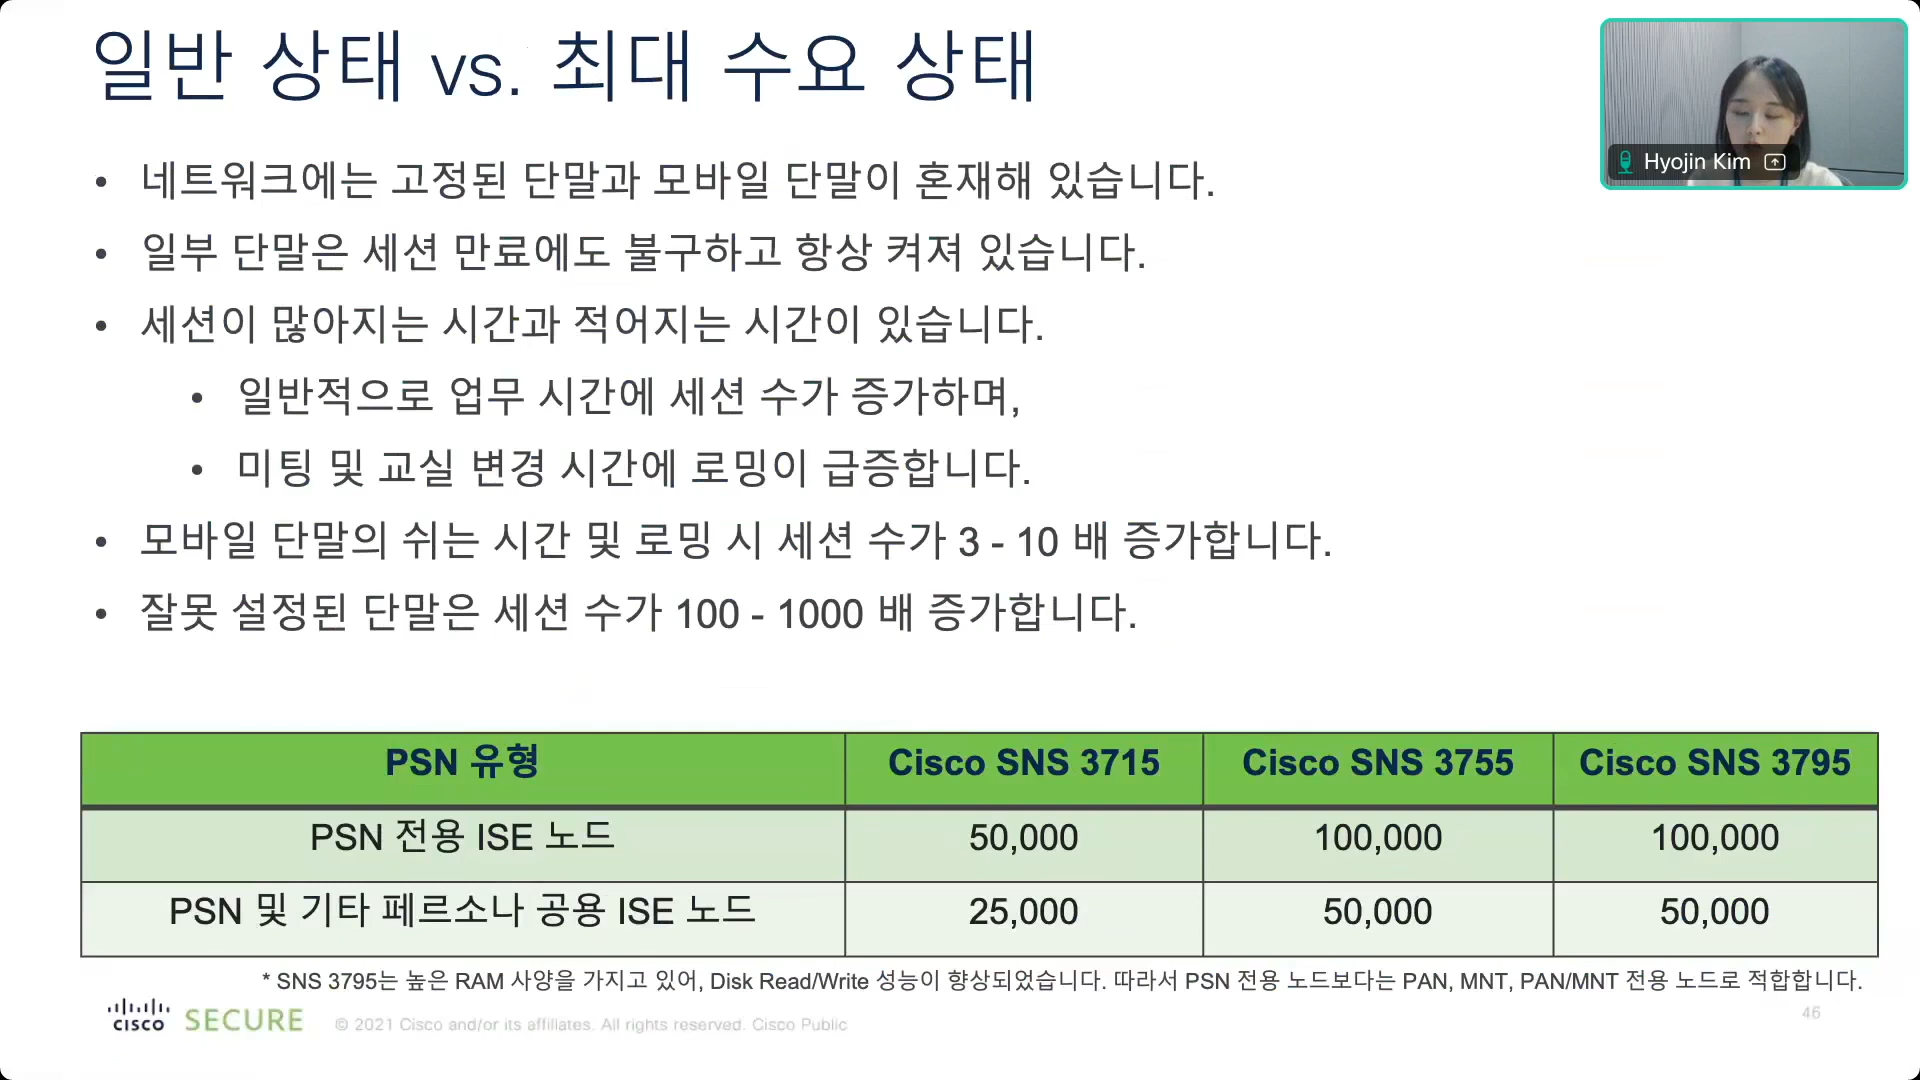 일반 상태 vs. 최대 수요 상태
Hyojin Kim
• 네트워크에는 고정된 단말과 모바일 단말이 혼재해 있습니다.
• 일부 단말은 세션 만료에도 불구하고 항상 켜져 있습니다.
• 세션이 많아지는 시간과 적어지는 시간이 있습니다.
• 일반적으로 업무 시간에 세션 수가 증가하며,
• 미팅 및 교실 변경 시간에 로밍이 급증합니다.
• 모바일 단말의 쉬는 시간 및 로밍 시 세션 수가 3 - 10 배 증가합니다.
• 잘못 설정된 단말은 세션 수가 100 - 1000 배 증가합니다.
PSN 유형 Cisco SNS 3715 Cisco SNS 3755 Cisco SNS 3795
PSN 전용 ISE 노드 50,000 100,000 100,000
PSN 및 기타 페르소나 공용 ISE 노드 25,000 50,000 50,000
* SNS 3795는 높은 RAM 사양을 가지고 있어, Disk Read/Write 성능이 향상되었습니다. 따라서 PSN 전용 노드보다는 PAN, MNT, PAN/MNT 전용 노드로 적합합니다.
CISCO SECURE © 2021 Cisco and/or its affiliates. All rights reserved. Cisco Public 46